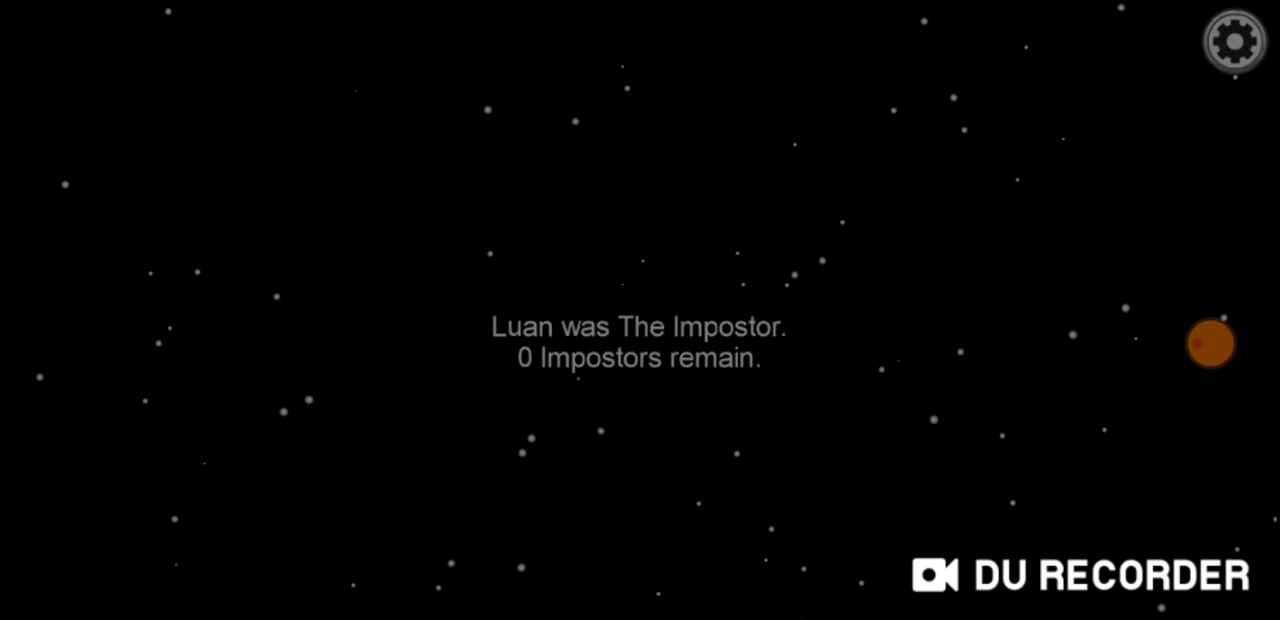 Luan was The Impostor.
0 Impostors remain.
DU RECORDER